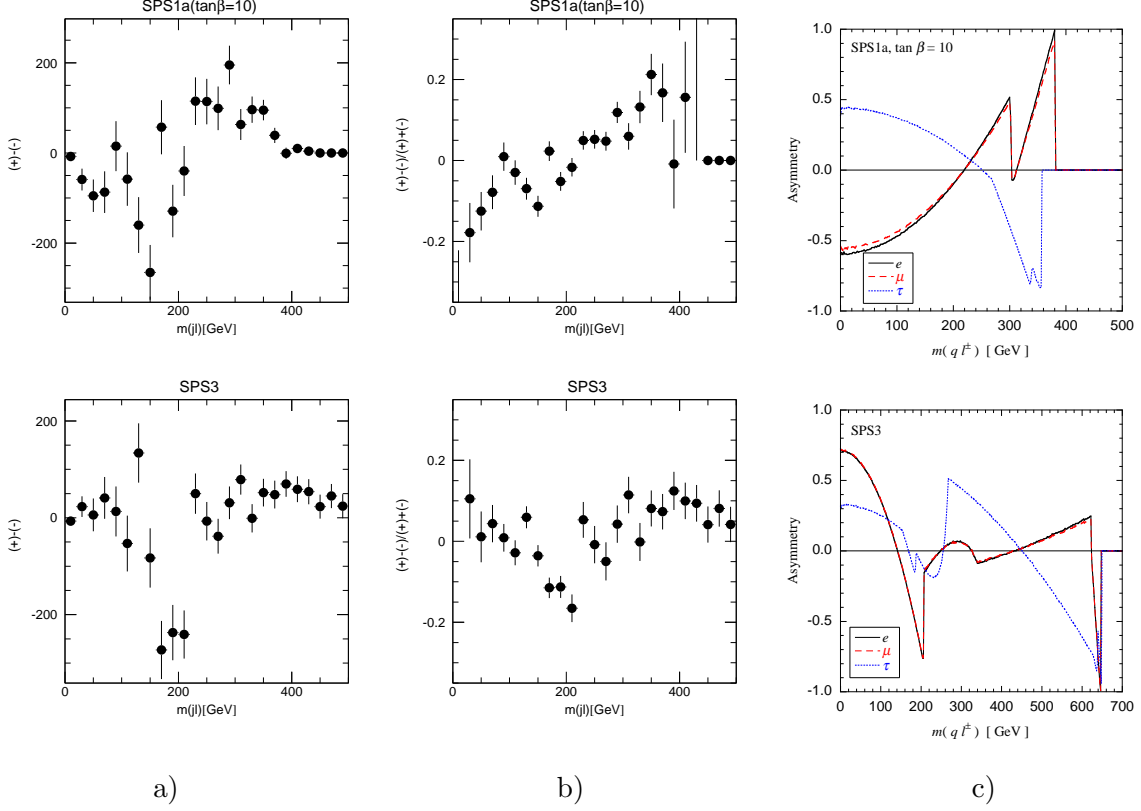 SPS1a(tanβ=10)
(+)-(-)
200
0
-200
0
200
400
m(jl)[GeV]
SPS1a(tanβ=10)
(+)-(-)/(+)+(-)
0.2
0
-0.2
0
200
400
m(jl)[GeV]
SPS1a, tan β = 10
Asymmetry
1.0
0.5
0.0
-0.5
-1.0
e
μ
τ
0
100
200
300
400
500
m( q l± ) [ GeV ]
SPS3
(+)-(-)
200
0
-200
0
200
400
m(jl)[GeV]
SPS3
(+)-(-)/(+)+(-)
0.2
0
-0.2
0
200
400
m(jl)[GeV]
SPS3
Asymmetry
1.0
0.5
0.0
-0.5
-1.0
e
μ
τ
0
100
200
300
400
500
600
700
m( q l± ) [ GeV ]
a)
b)
c)